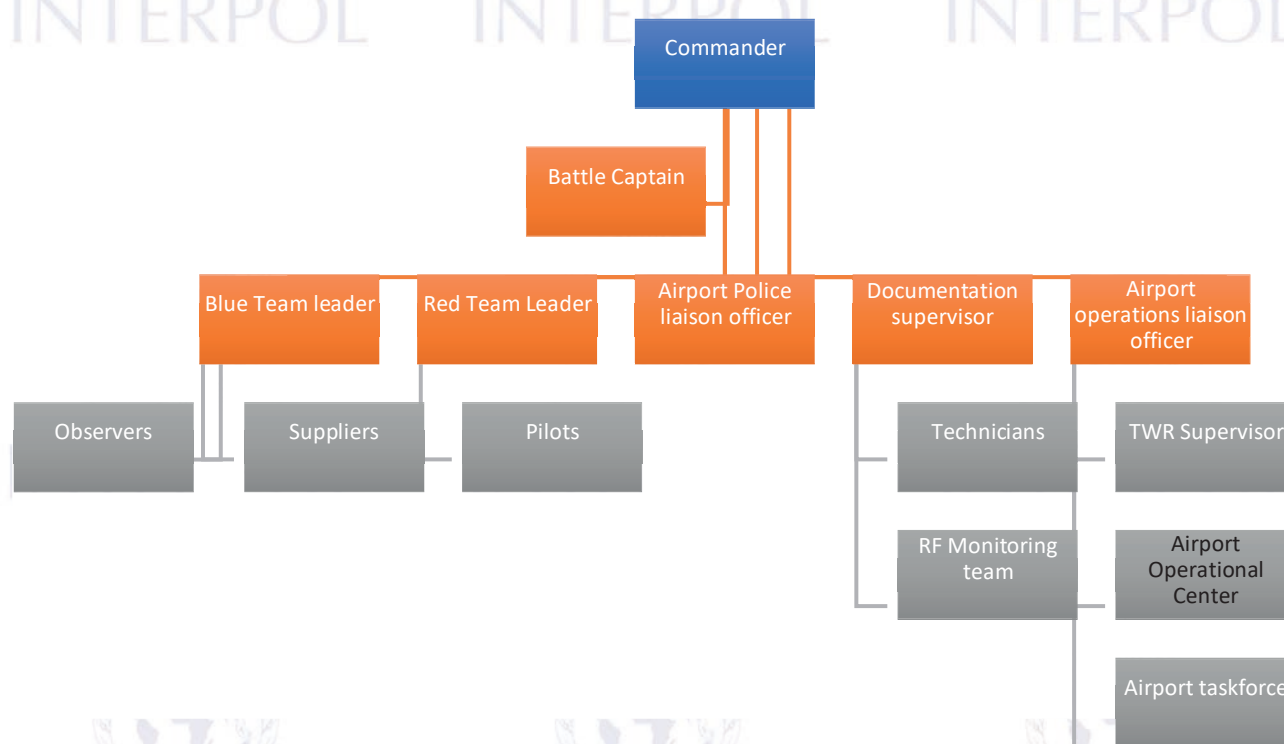 INTERPOL INTERPOL INTERPOL
Commander
Battle Captain
Blue Team leader
Red Team Leader
Airport Police
liaison officer
Documentation
supervisor
Airport
operations liaison
officer
Observers
Suppliers
Pilots
Technicians
TWR Supervisor
RF Monitoring
team
Airport
Operational
Center
Airport taskforce